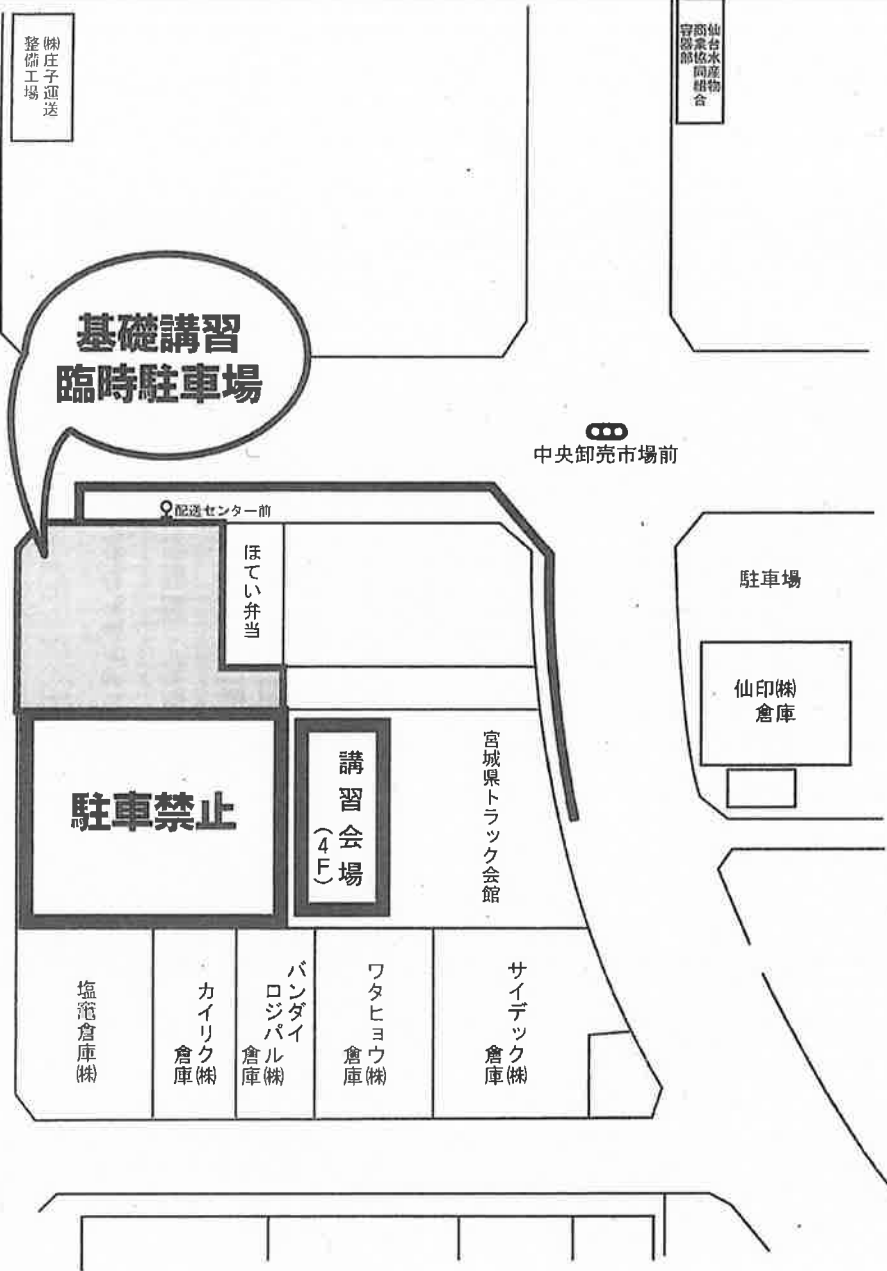 ㈱庄子運送
整備工場
仙台水産物
商業協同組合
容器部
基礎講習
臨時駐車場
中央卸売市場前
配送センター前
ほてい弁当
駐車場
仙印㈱
倉庫
駐車禁止
講習会場
(4F)
宮城県トラック会館
塩竈倉庫㈱
カイリク㈱
倉庫
バンダイ
ロジパル㈱
倉庫
ワタヒョウ㈱
倉庫
サイデック㈱
倉庫